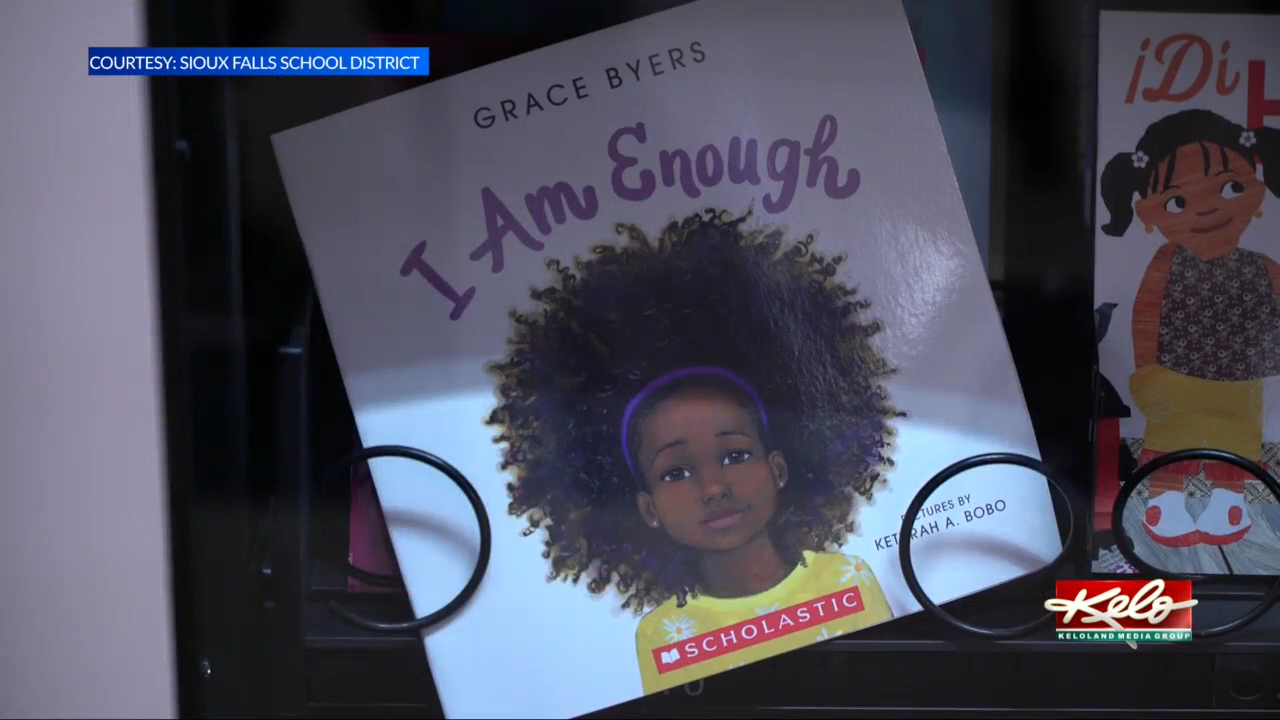 COURTESY: SIOUX FALLS SCHOOL DISTRICT
GRACE BYERS
I Am Enough
PICTURES BY
KETURAH A. BOBO
SCHOLASTIC
¡Di
H
Kelo
KELOLAND MEDIA GROUP